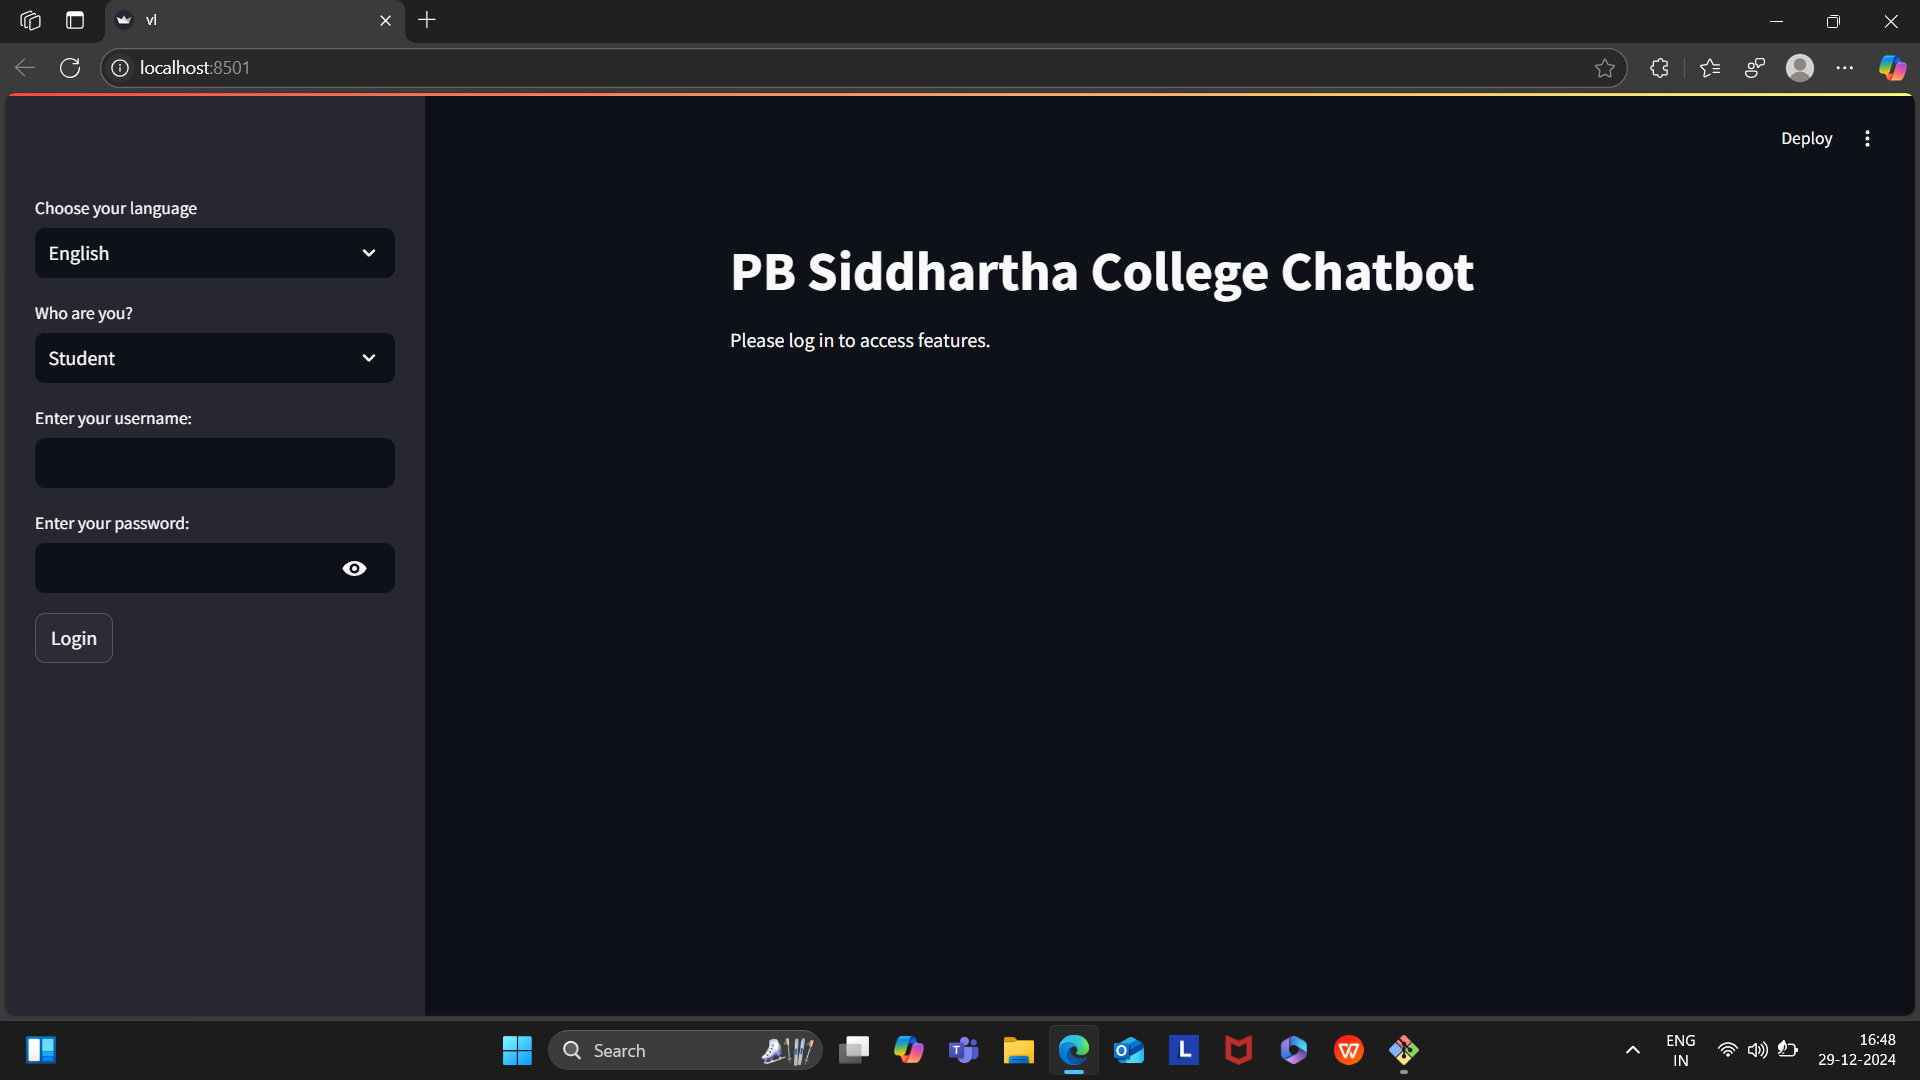 vl
localhost:8501
Deploy
Choose your language
English
Who are you?
Student
Enter your username:
Enter your password:
Login
PB Siddhartha College Chatbot
Please log in to access features.
Search
ENG
IN
16:48
29-12-2024